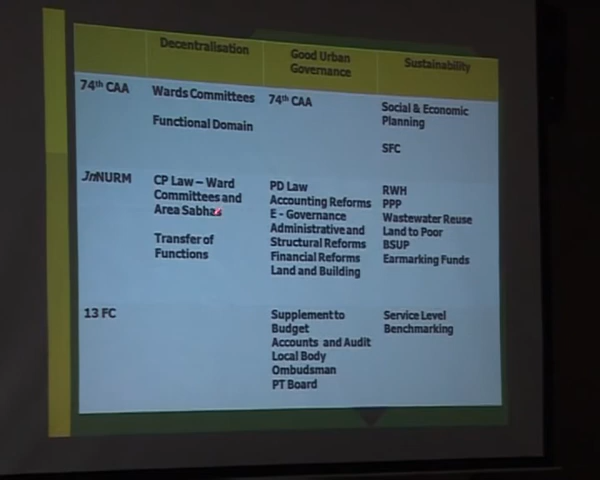 Decentralisation
Good Urban
Governance
Sustainability
74th CAA
Wards Committees
Functional Domain
74th CAA
Social & Economic
Planning
SFC
JnNURM
CP Law – Ward
Committees and
Area Sabhas
Transfer of
Functions
PD Law
Accounting Reforms
E - Governance
Administrative and
Structural Reforms
Financial Reforms
Land and Building
RWH
PPP
Wastewater Reuse
Land to Poor
BSUP
Earmarking Funds
13 FC
Supplement to
Budget
Accounts and Audit
Local Body
Ombudsman
PT Board
Service Level
Benchmarking